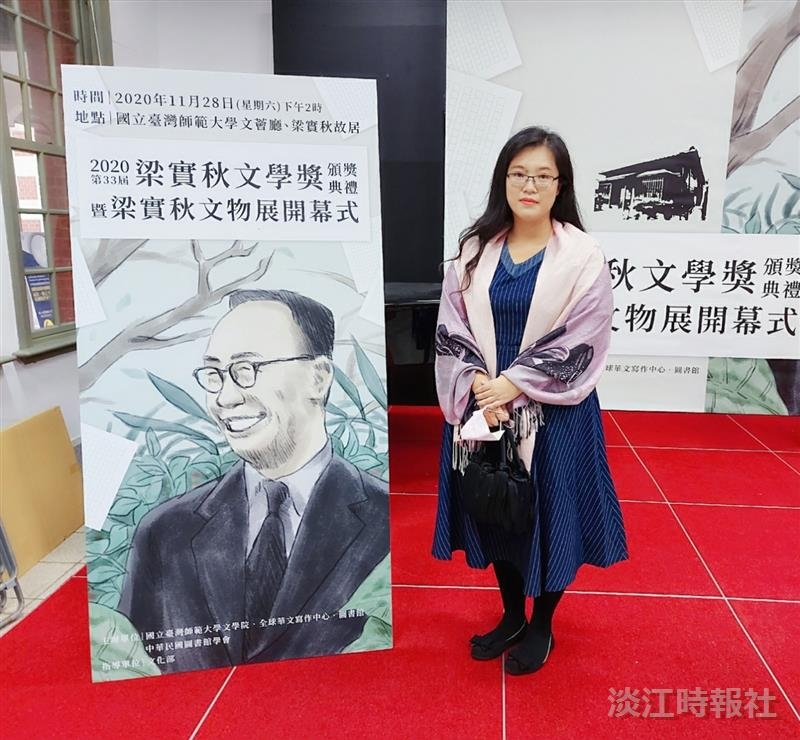 時間│2020年11月28日(星期六)下午2時
地點│國立臺灣師範大學文薈廳、梁實秋故居
2020
第33屆
梁實秋文學獎
頒獎
典禮
暨梁實秋文物展開幕式
國立臺灣師範大學文學院．全球華文寫作中心．圖書館
中華民國圖書館學會
指導單位│文化部
秋文學獎
頒獎
典禮
文物展開幕式
全球華文寫作中心．圖書館
淡江時報社